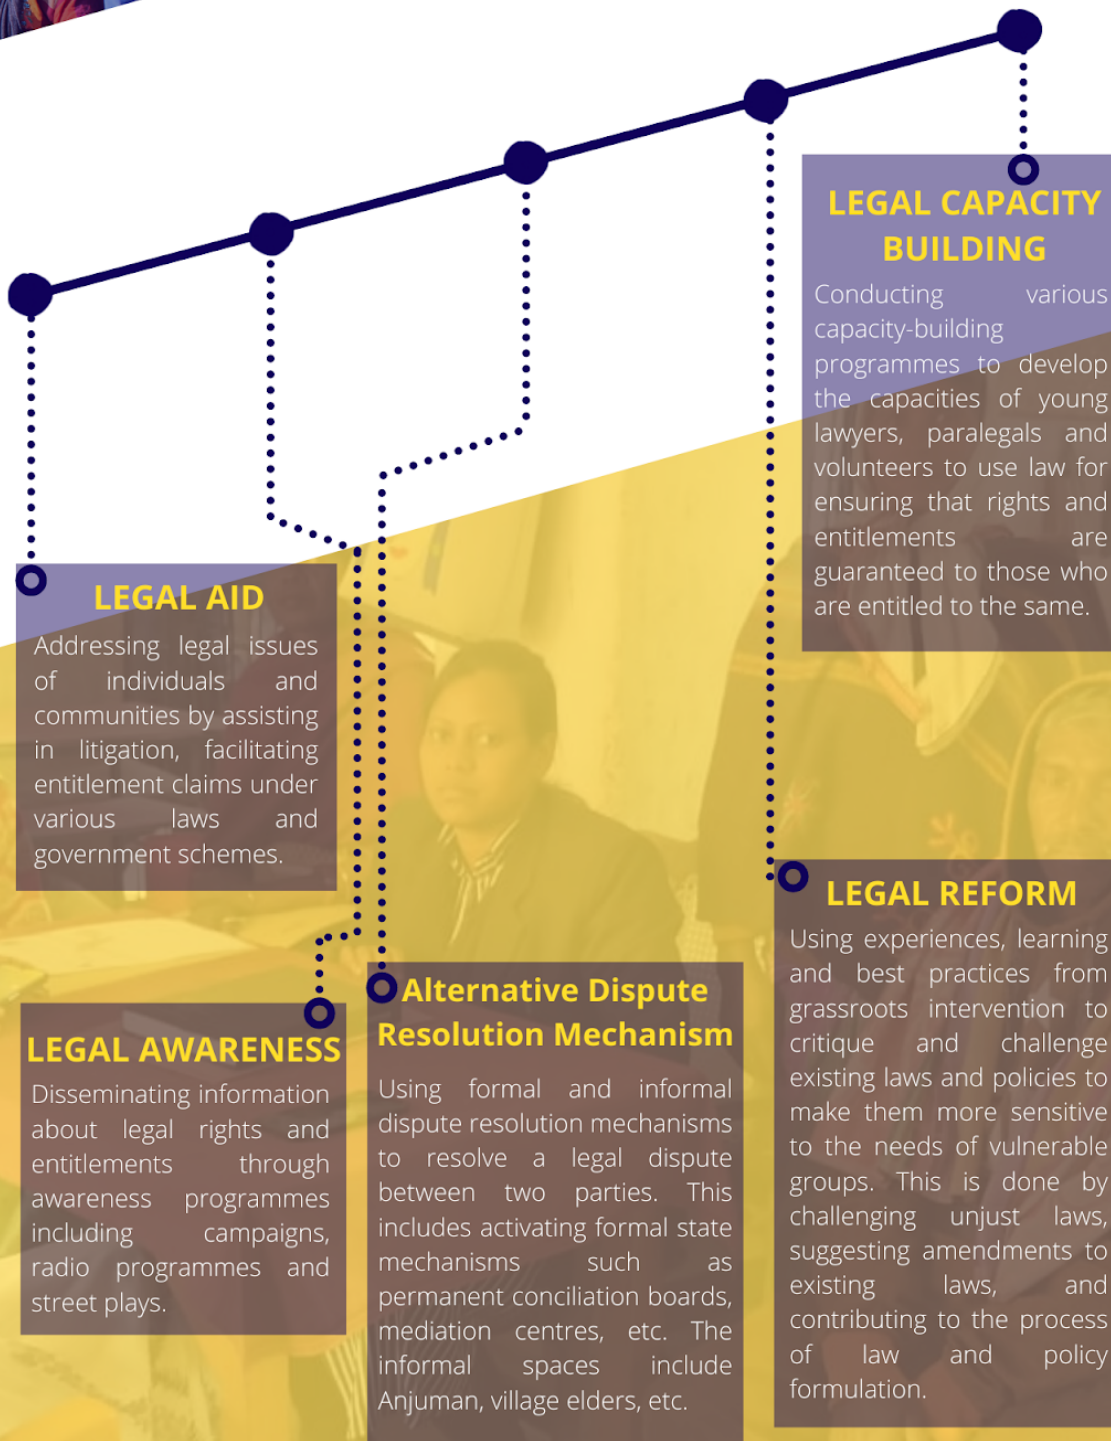 LEGAL AID
Addressing legal issues
of individuals and
communities by assisting
in litigation, facilitating
entitlement claims under
various laws and
government schemes.
LEGAL AWARENESS
Disseminating information
about legal rights and
entitlements through
awareness programmes
including campaigns,
radio programmes and
street plays.
Alternative Dispute
Resolution Mechanism
Using formal and informal
dispute resolution mechanisms
to resolve a legal dispute
between two parties. This
includes activating formal state
mechanisms such as
permanent conciliation boards,
mediation centres, etc. The
informal spaces include
Anjuman, village elders, etc.
LEGAL REFORM
Using experiences, learning
and best practices from
grassroots intervention to
critique and challenge
existing laws and policies to
make them more sensitive
to the needs of vulnerable
groups. This is done by
challenging unjust laws,
suggesting amendments to
existing laws, and
contributing to the process
of law and policy
formulation.
LEGAL CAPACITY
BUILDING
Conducting various
capacity-building
programmes to develop
the capacities of young
lawyers, paralegals and
volunteers to use law for
ensuring that rights and
entitlements are
guaranteed to those who
are entitled to the same.